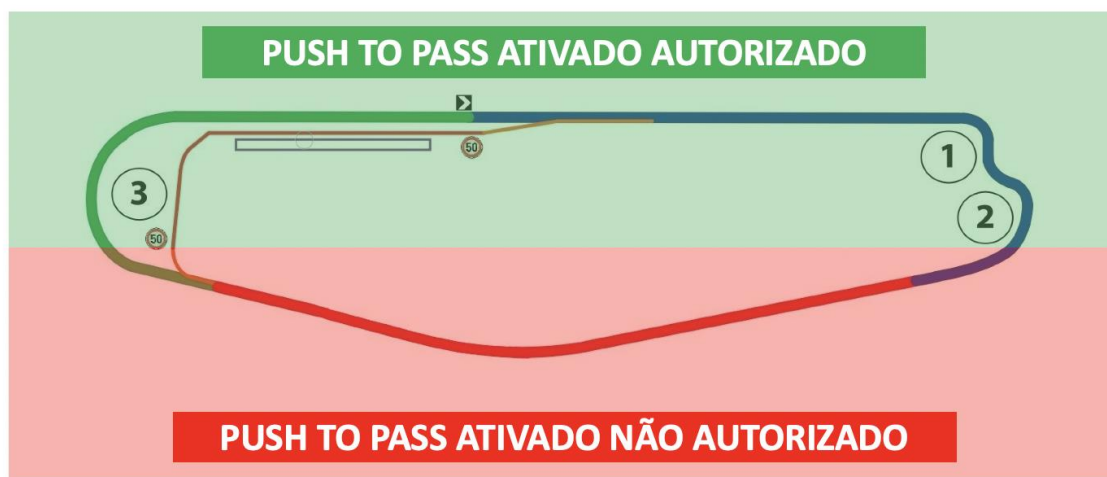 PUSH TO PASS ATIVADO AUTORIZADO
50
1
3
2
50
PUSH TO PASS ATIVADO NÃO AUTORIZADO